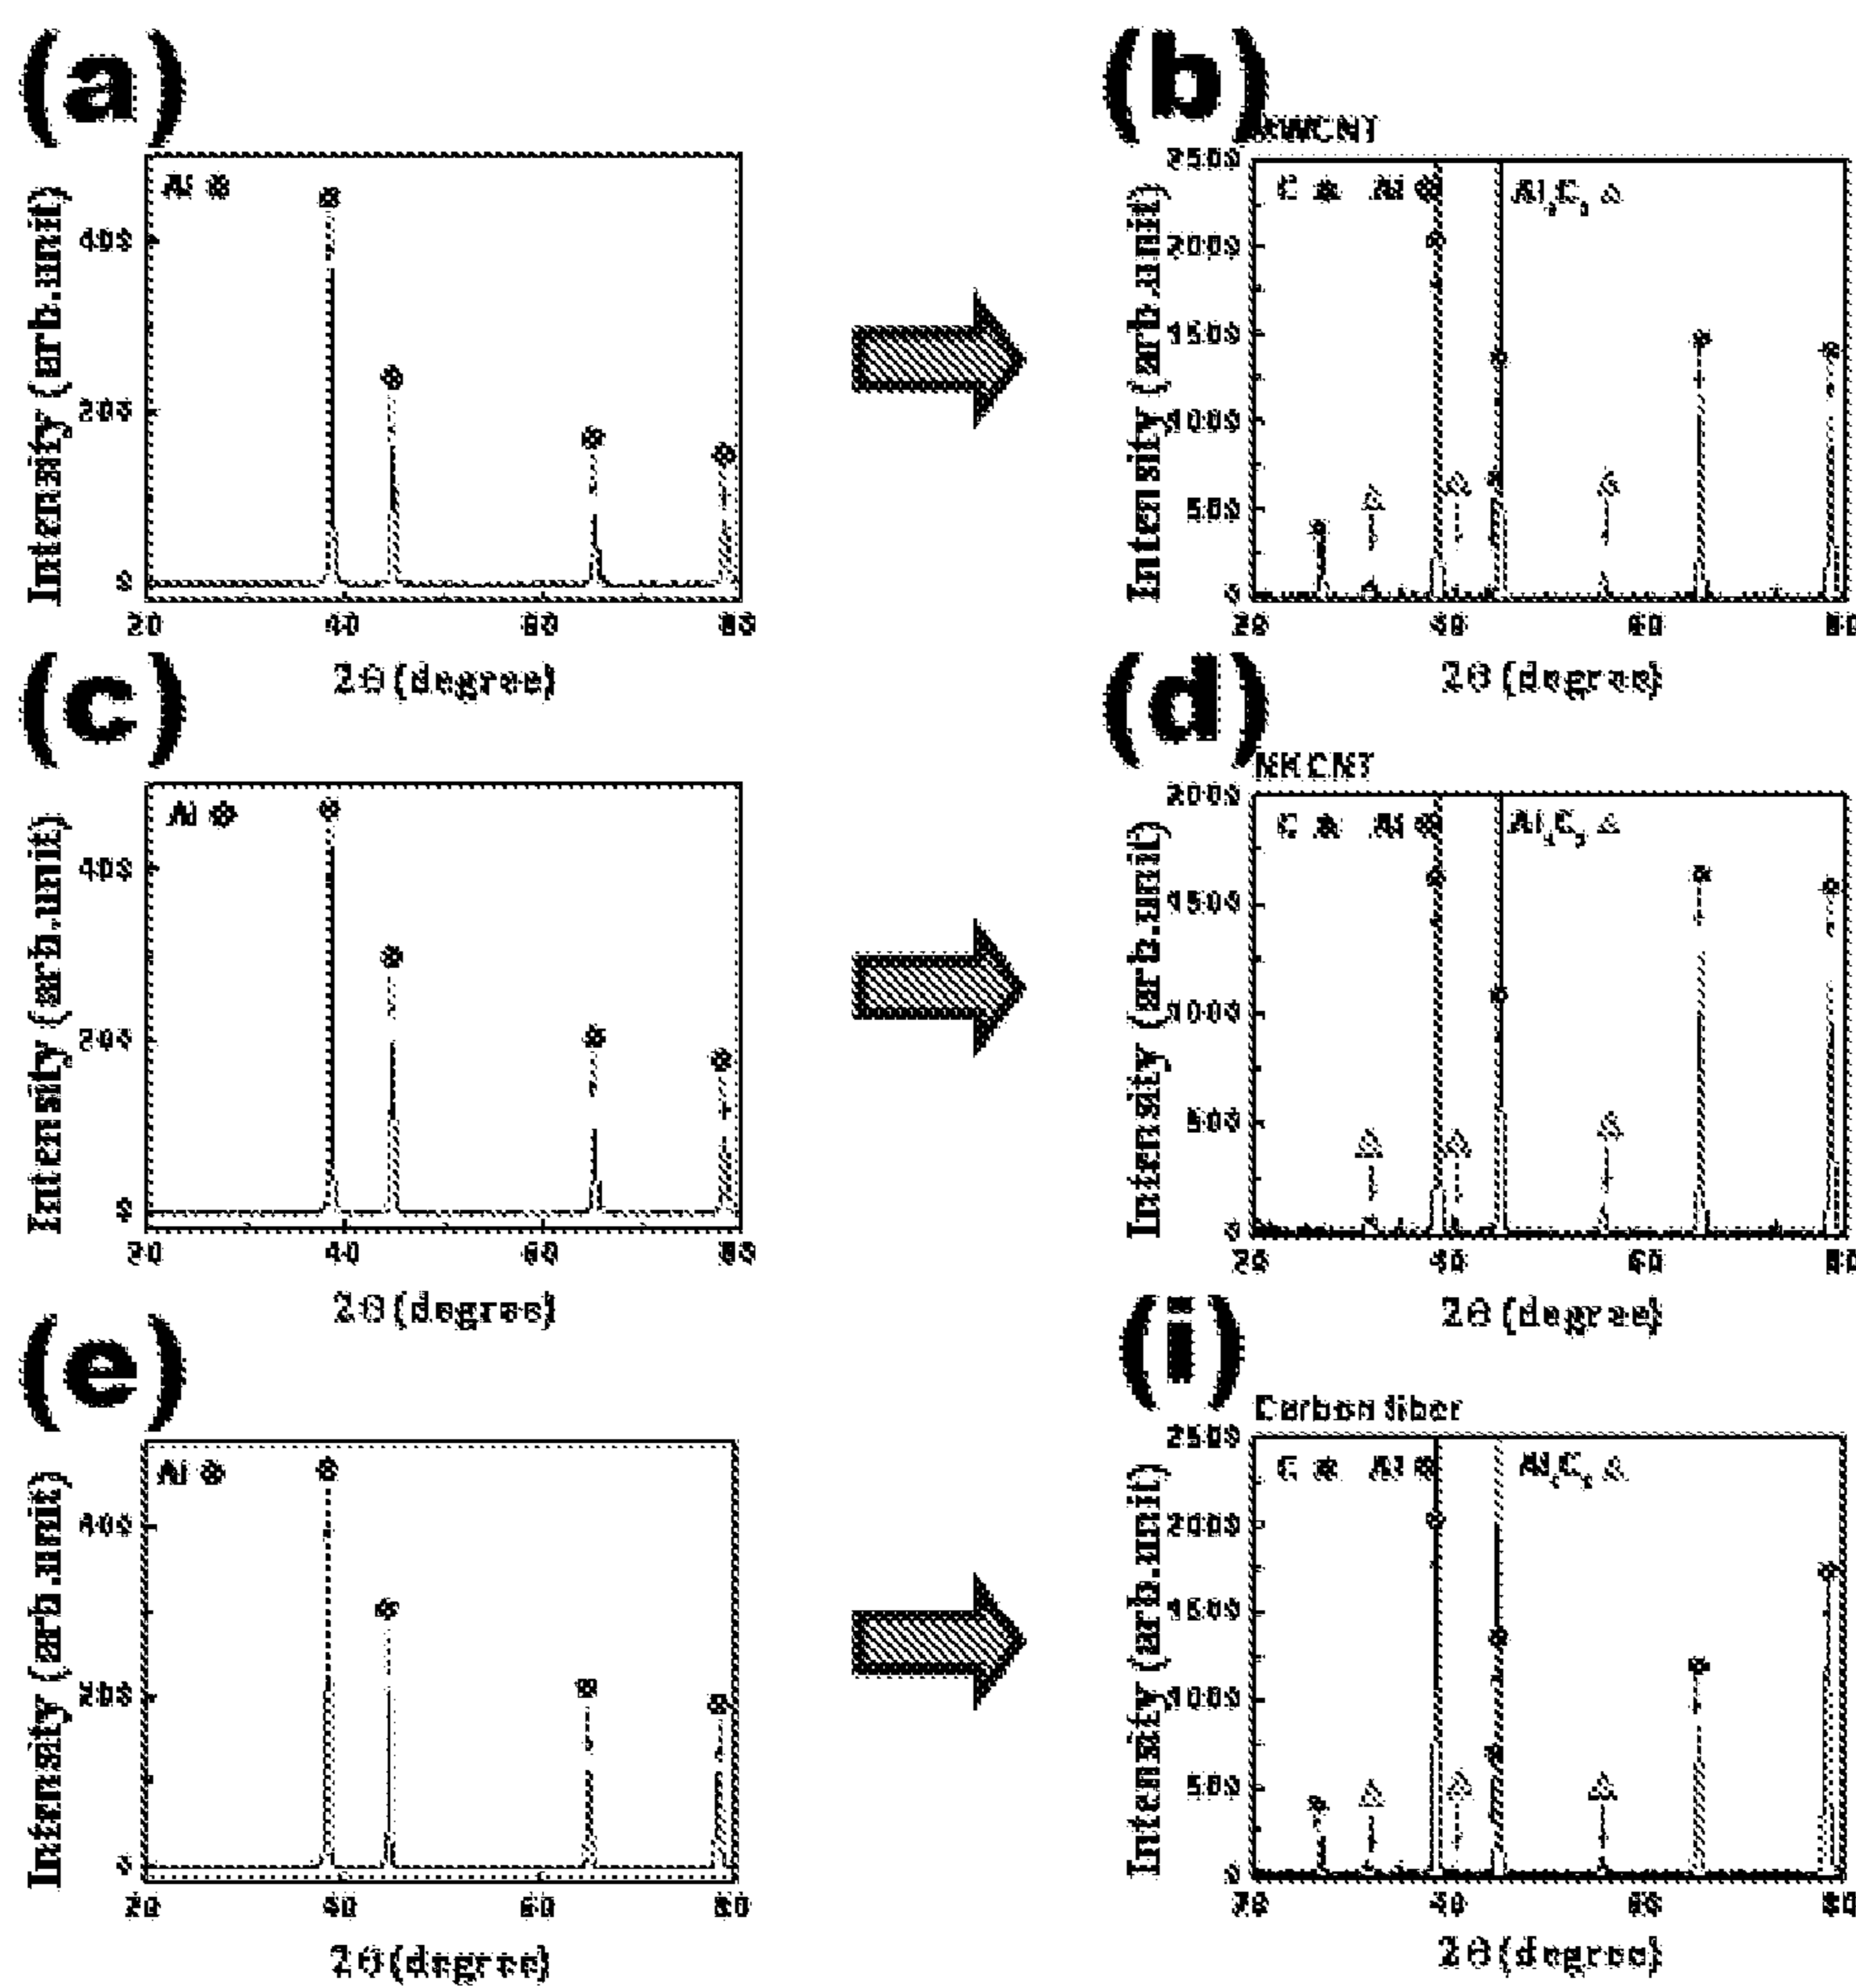 (a)
Al
Intensity (arb.unit)
400
200
0
20 40 60 80
2Θ (degree)
(b)
MWCNT
C Al Al4C3
Intensity (arb.unit)
2500
2000
1500
1000
500
0
20 40 60 80
2Θ (degree)
(c)
Al
Intensity (arb.unit)
400
200
0
20 40 60 80
2Θ (degree)
(d)
C Al Al4C3
Intensity (arb.unit)
2000
1500
1000
500
0
20 40 60 80
2Θ (degree)
(e)
Al
Intensity (arb.unit)
200
0
20 40 60 80
2Θ (degree)
(i)
Carbon fiber
C Al Al4C3
Intensity (arb.unit)
2500
2000
1500
1000
500
0
20 40 60 80
2Θ (degree)